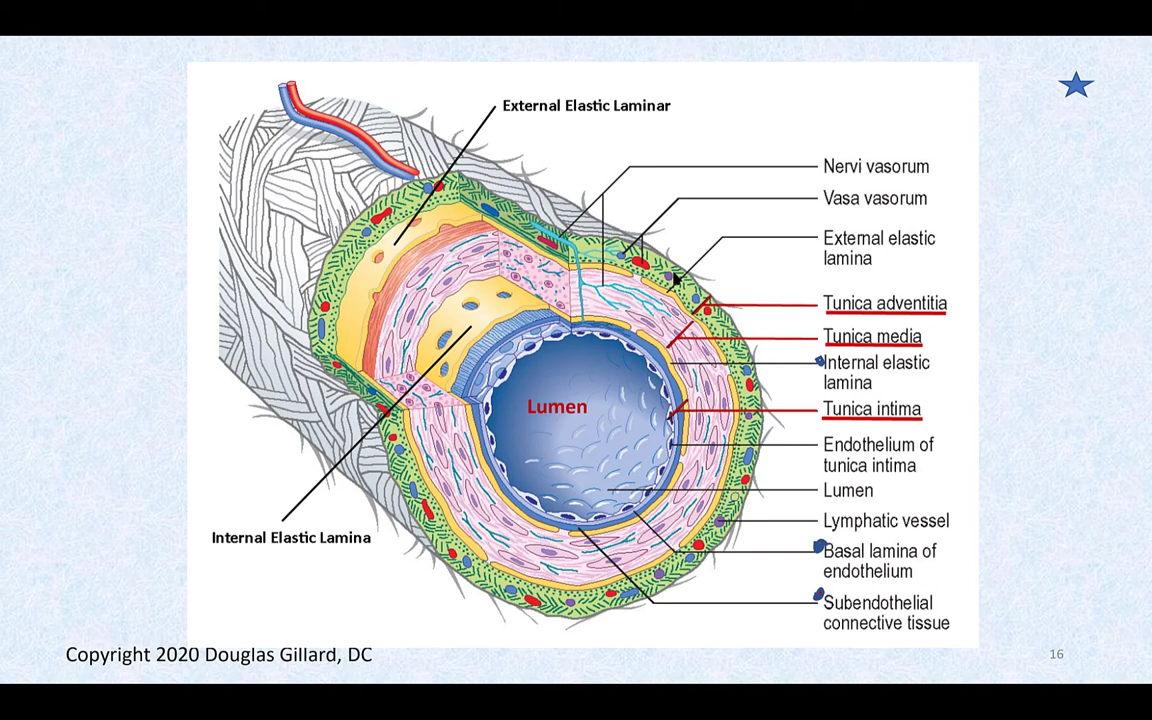 External Elastic Laminar
Nervi vasorum
Vasa vasorum
External elastic
lamina
Tunica adventitia
Tunica media
Internal elastic
lamina
Tunica intima
Lumen
Endothelium of
tunica intima
Lumen
Lymphatic vessel
Internal Elastic Lamina
Basal lamina of
endothelium
Subendothelial
connective tissue
Copyright 2020 Douglas Gillard, DC
16